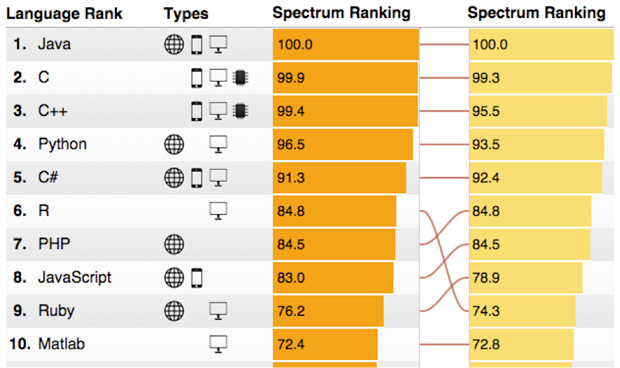 Language Rank Types Spectrum Ranking Spectrum Ranking
1. Java 100.0 100.0
2. C 99.9 99.3
3. C++ 99.4 95.5
4. Python 96.5 93.5
5. C# 91.3 92.4
6. R 84.8 84.8
7. PHP 84.5 84.5
8. JavaScript 83.0 78.9
9. Ruby 76.2 74.3
10. Matlab 72.4 72.8